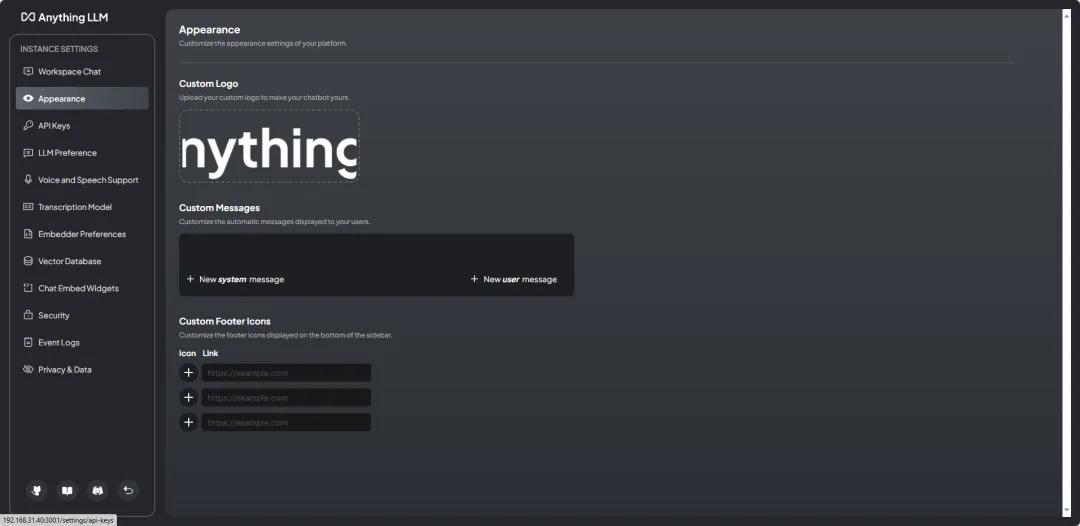 Anything LLM
INSTANCE SETTINGS
Workspace Chat
Appearance
API Keys
LLM Preference
Voice and Speech Support
Transcription Model
Embedder Preferences
Vector Database
Chat Embed Widgets
Security
Event Logs
Privacy & Data
192.168.31.40:3001/settings/api-keys
Appearance
Customize the appearance settings of your platform.
Custom Logo
Upload your custom logo to make your chatbot yours.
nything
Custom Messages
Customize the automatic messages displayed to your users.
New system message
New user message
Custom Footer Icons
Customize the footer icons displayed on the bottom of the sidebar.
Icon Link
https://example.com
https://example.com
https://example.com